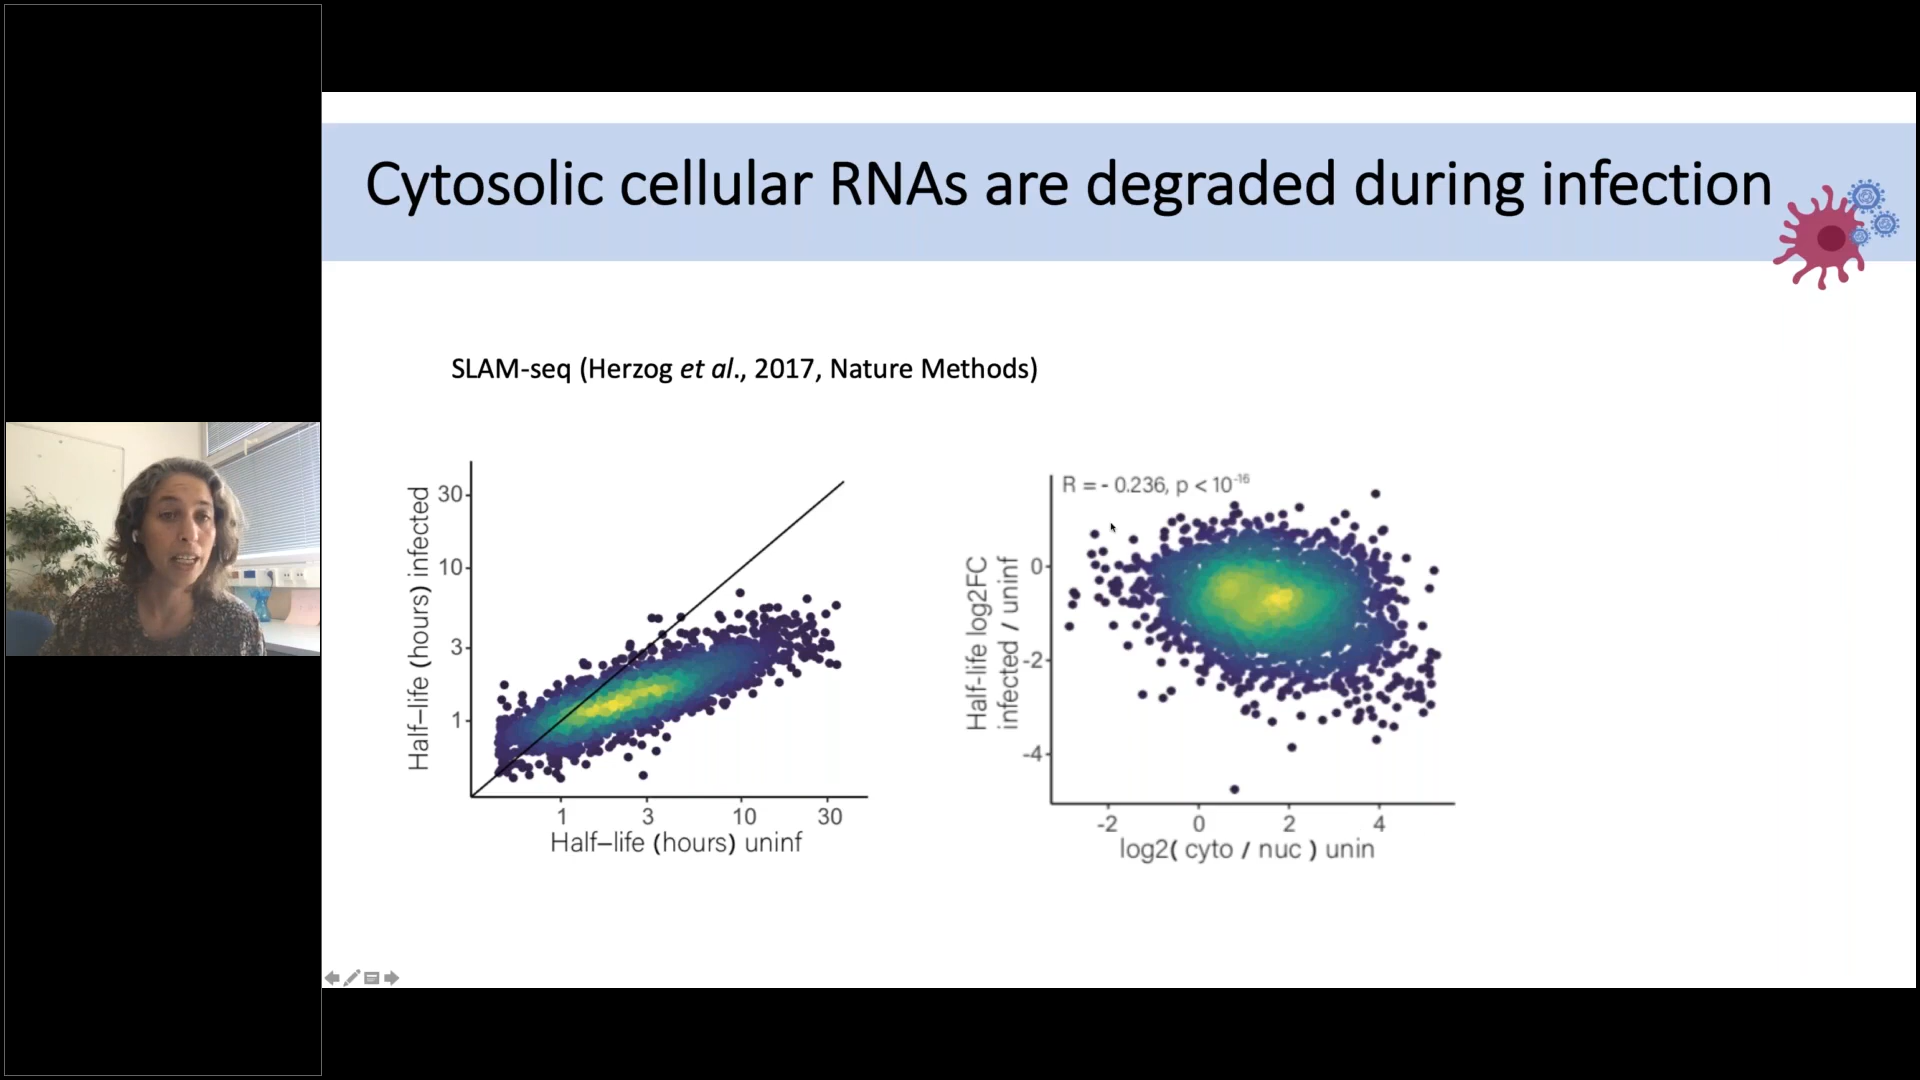 Cytosolic cellular RNAs are degraded during infection
SLAM-seq (Herzog et al., 2017, Nature Methods)
Half–life (hours) infected
30
10
3
1
1 3 10 30
Half–life (hours) uninf
R = - 0.236, p < 10-16
Half-life log2FC
infected / uninf
0
-2
-4
-2 0 2 4
log2( cyto / nuc ) unin